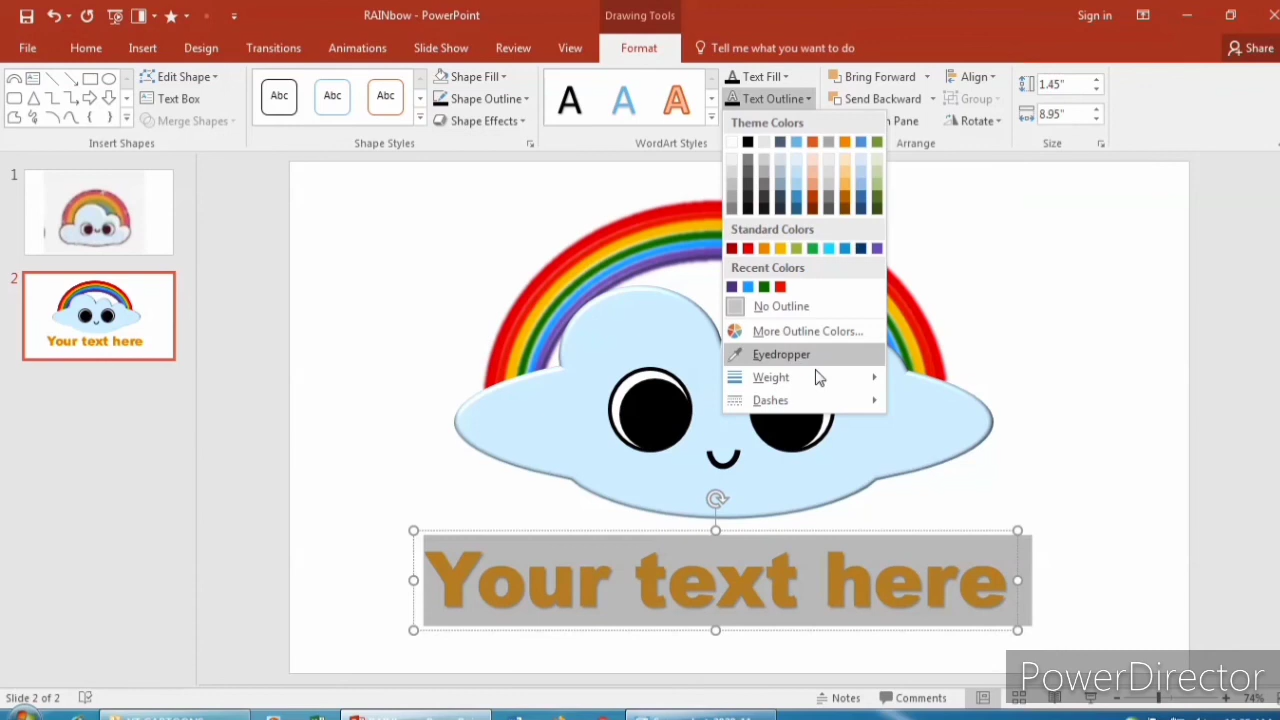 RAINbow - PowerPoint
Drawing Tools
Sign in
File
Home
Insert
Design
Transitions
Animations
Slide Show
Review
View
Format
Tell me what you want to do
Share
Edit Shape
Text Box
Merge Shapes
Insert Shapes
Abc
Abc
Abc
Shape Fill
Shape Outline
Shape Effects
Shape Styles
A
A
A
WordArt Styles
Text Fill
Text Outline
Bring Forward
Send Backward
Pane
Align
Group
Rotate
Arrange
1.45"
8.95"
Size
Theme Colors
Standard Colors
Recent Colors
No Outline
More Outline Colors...
Eyedropper
Weight
Dashes
1
2
Your text here
Your text here
PowerDirector
Slide 2 of 2
Notes
Comments
74%